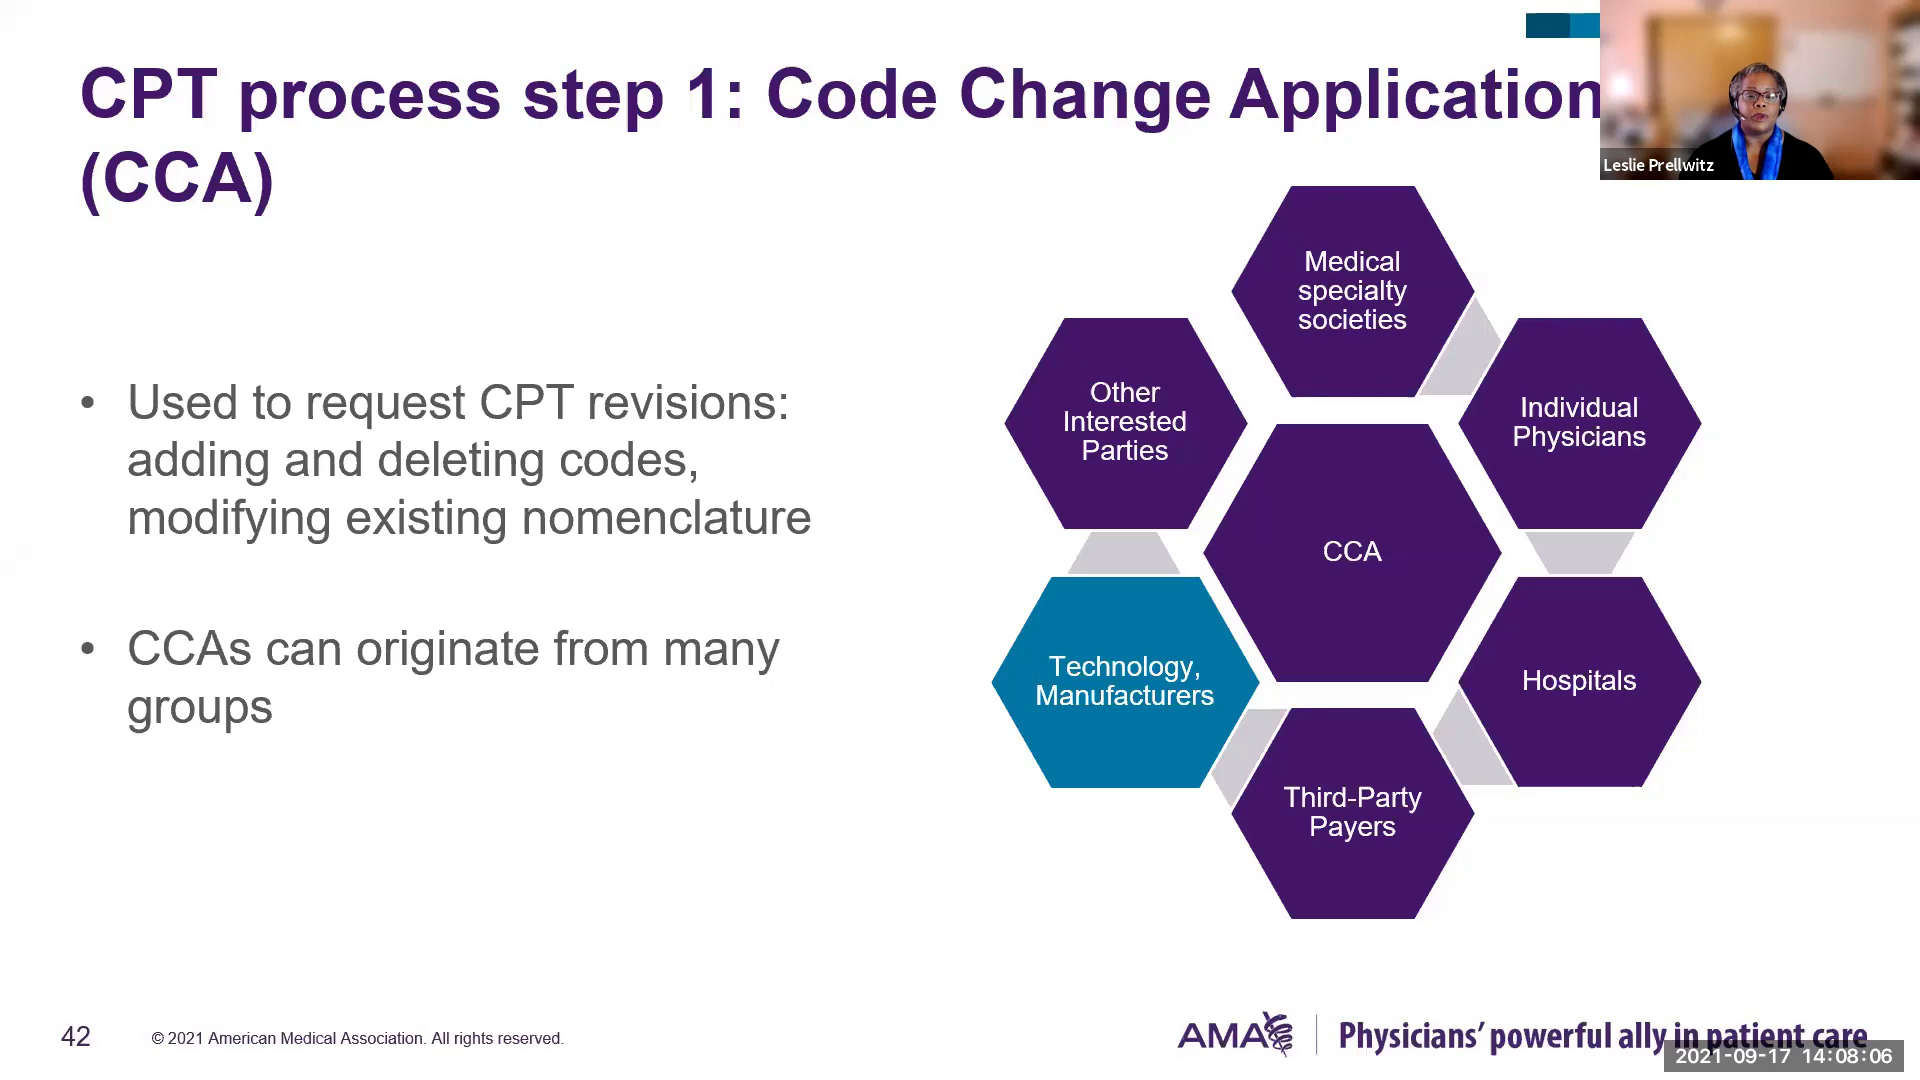 CPT process step 1: Code Change Application
(CCA)
Leslie Prellwitz
• Used to request CPT revisions:
adding and deleting codes,
modifying existing nomenclature
• CCAs can originate from many
groups
Medical
specialty
societies
Individual
Physicians
Hospitals
Third-Party
Payers
Technology,
Manufacturers
Other
Interested
Parties
CCA
42
© 2021 American Medical Association. All rights reserved.
AMA
Physicians’ powerful ally in patient care
2021-09-17 14:08:06